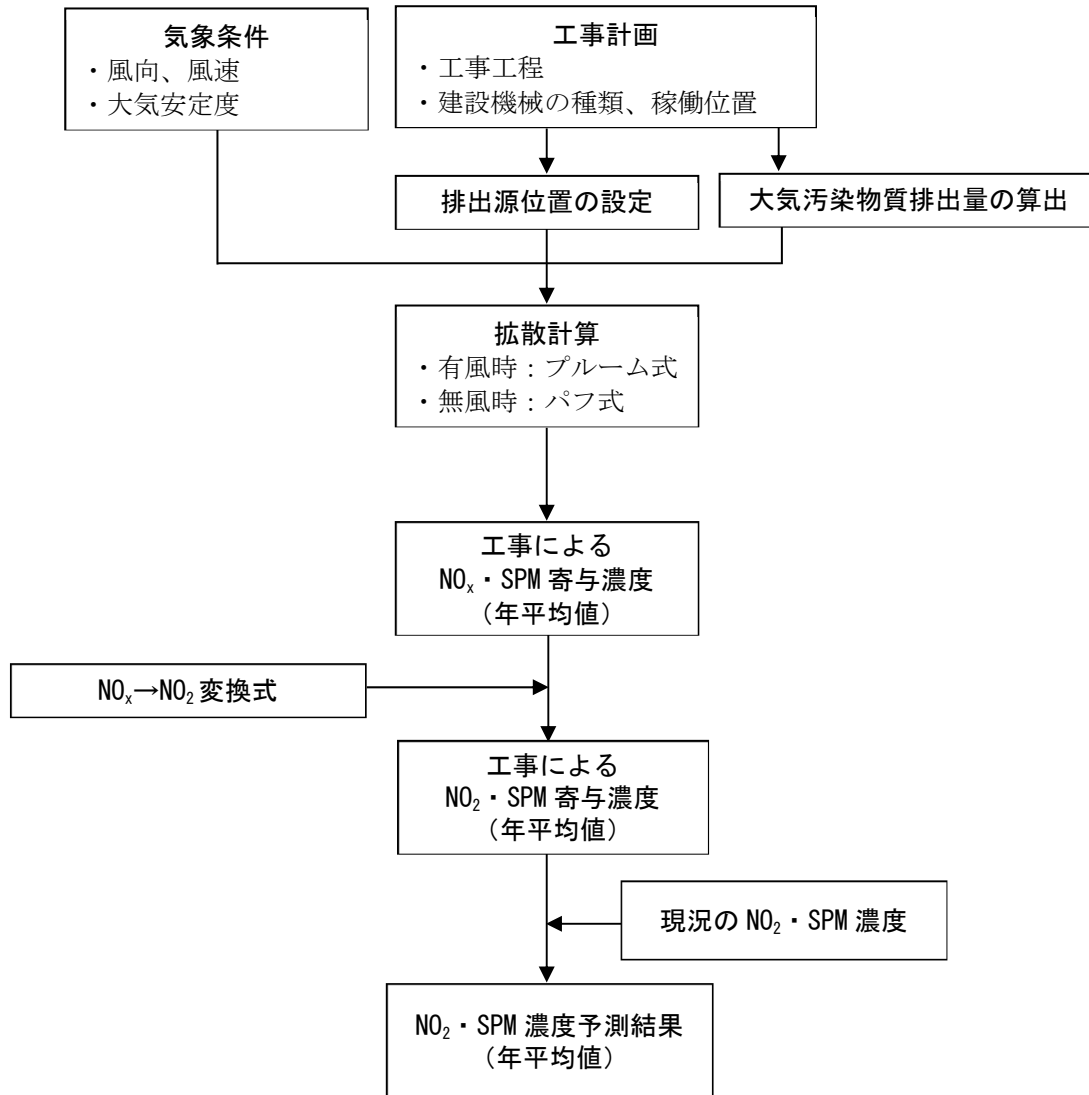 気象条件
・風向、風速
・大気安定度
工事計画
・工事工程
・建設機械の種類、稼働位置
排出源位置の設定
大気汚染物質排出量の算出
拡散計算
・有風時：プルーム式
・無風時：パフ式
工事による
NOx・SPM 寄与濃度
（年平均値）
NOx→NO2 変換式
工事による
NO2・SPM 寄与濃度
（年平均値）
現況の NO2・SPM 濃度
NO2・SPM 濃度予測結果
（年平均値）